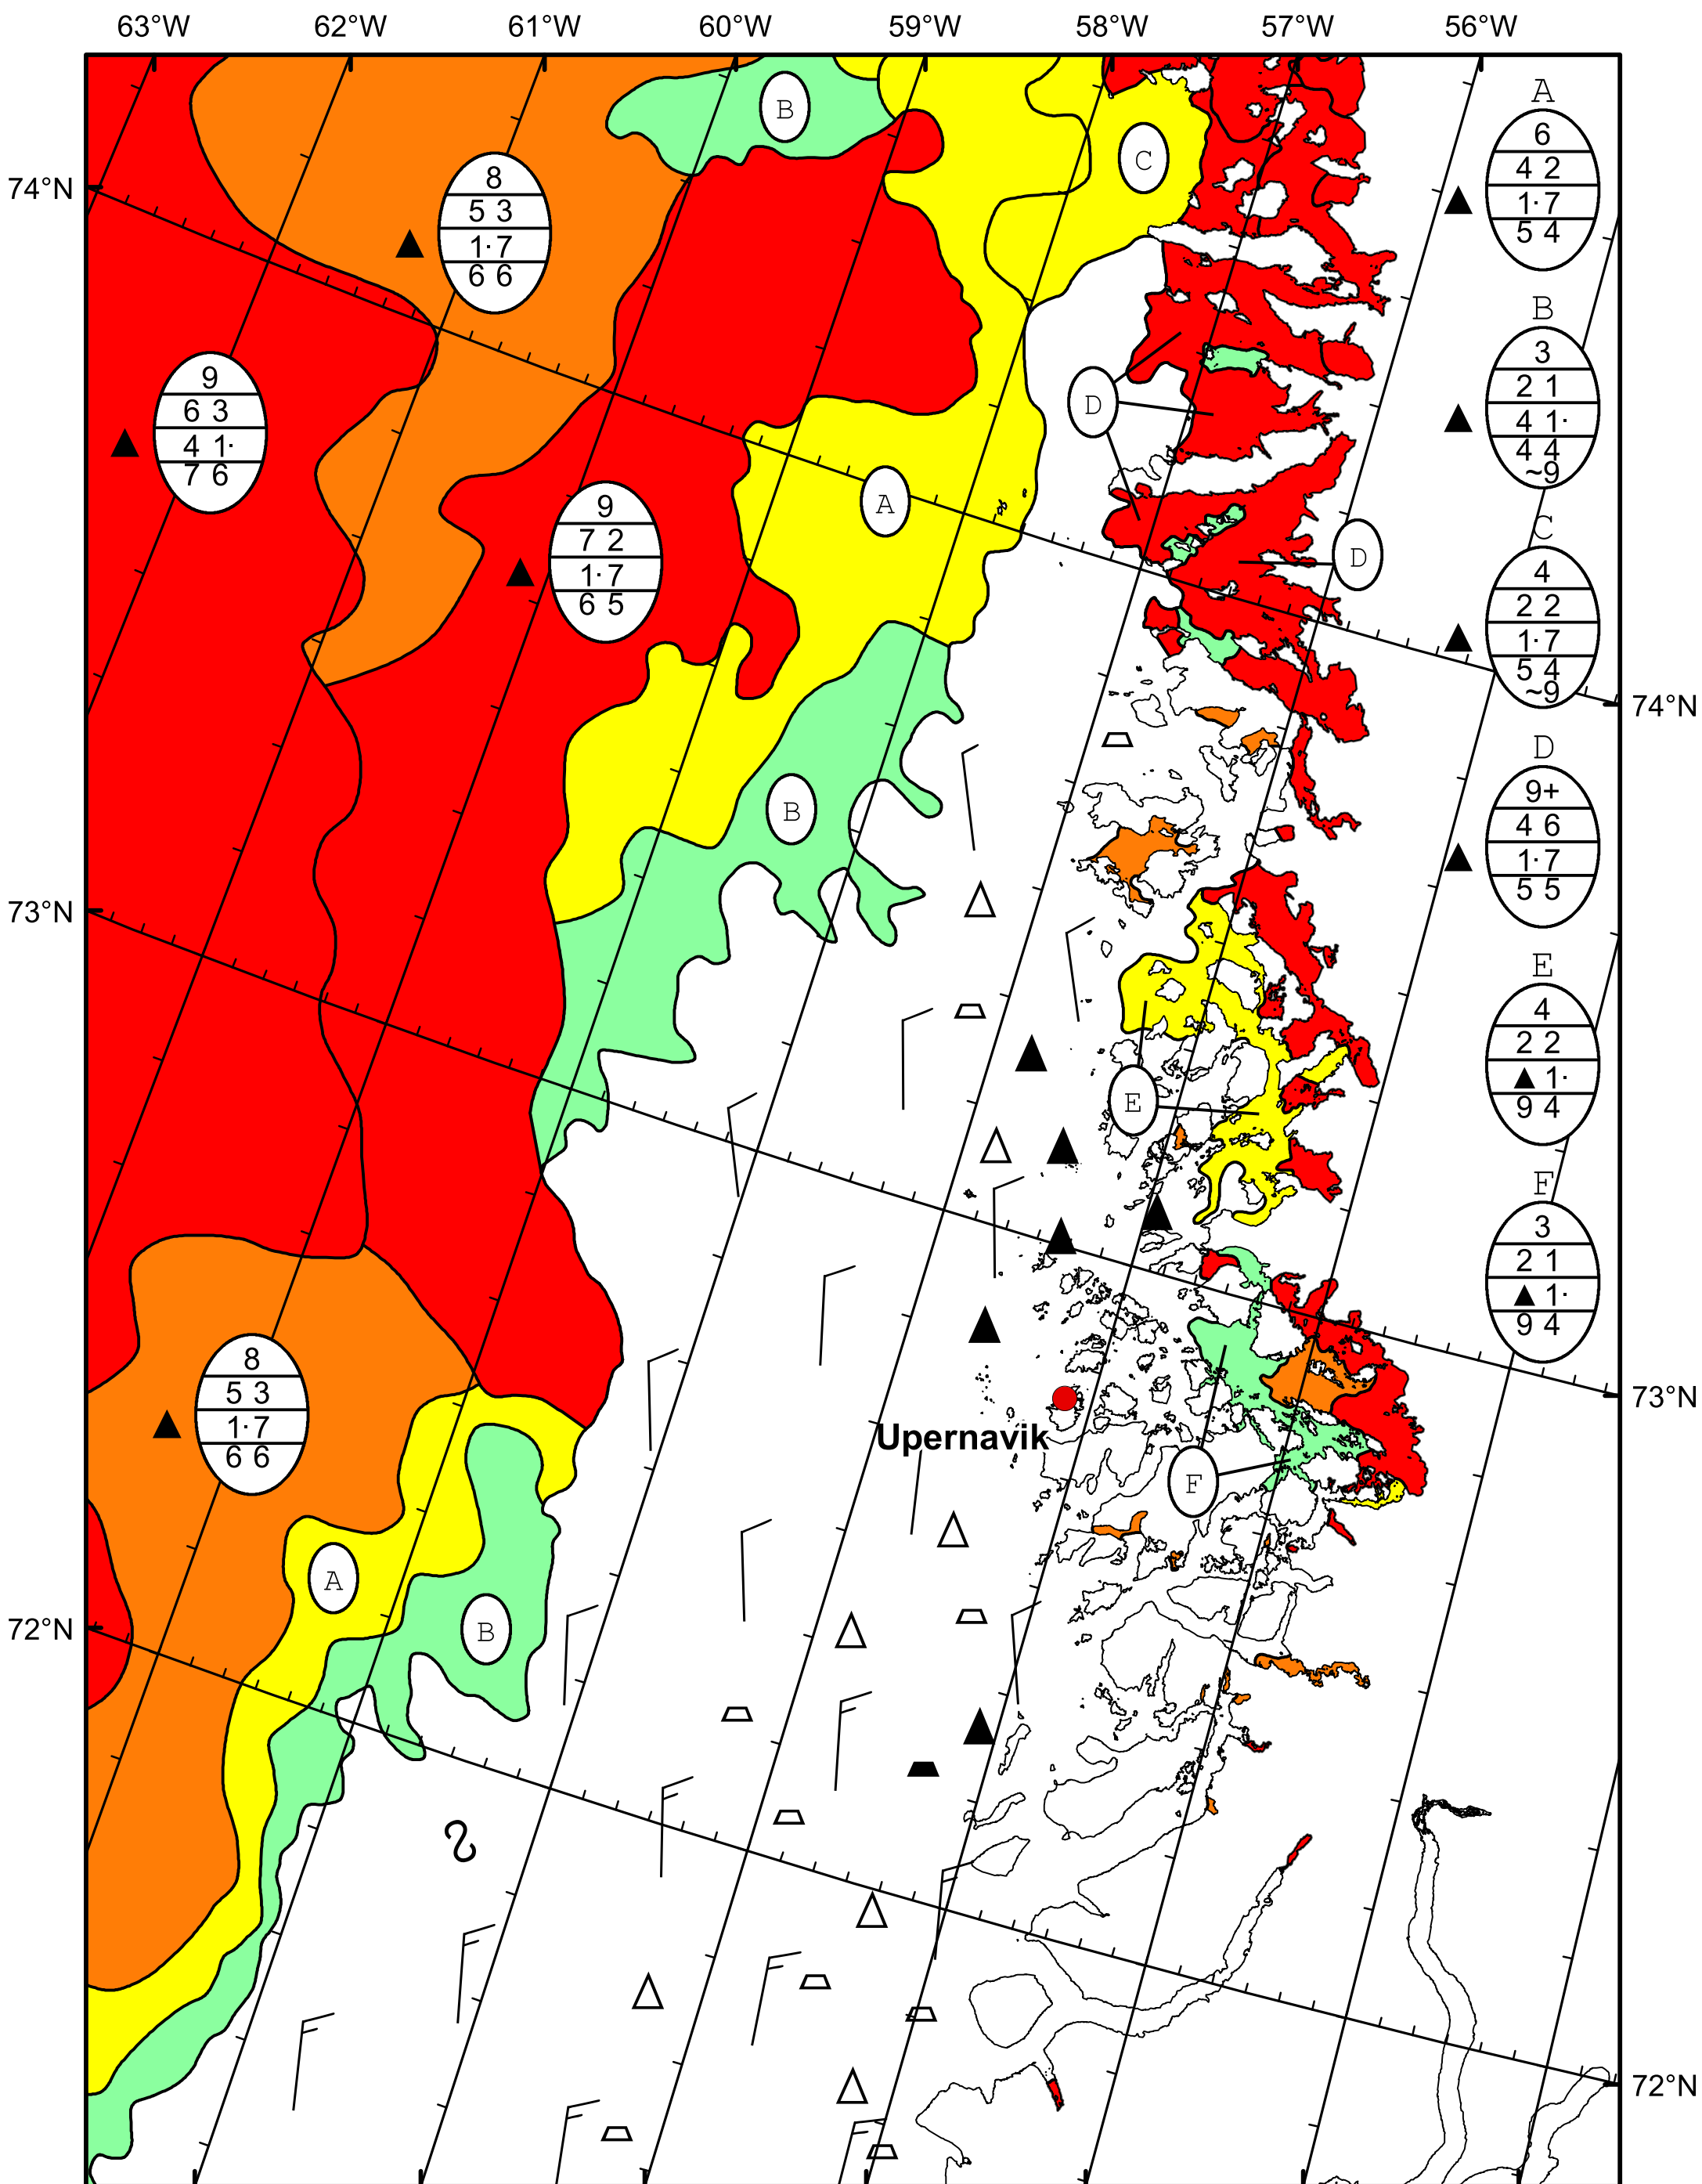 63°W 62°W 61°W 60°W 59°W 58°W 57°W 56°W
A
6
4 2
1· 7
5 4
B
C
74°N
8
5 3
1· 7
6 6
B
3
2 1
4 1·
4 4
~9
9
6 3
4 1·
7 6
D
A
9
7 2
1· 7
6 5
C
4
2 2
1· 7
5 4
~9
D
74°N
B
D
9+
4 6
1· 7
5 5
73°N
E
4
2 2
▲ 1·
9 4
E
F
3
2 1
▲ 1·
9 4
8
5 3
1· 7
6 6
73°N
Upernavik
F
A
B
72°N
72°N